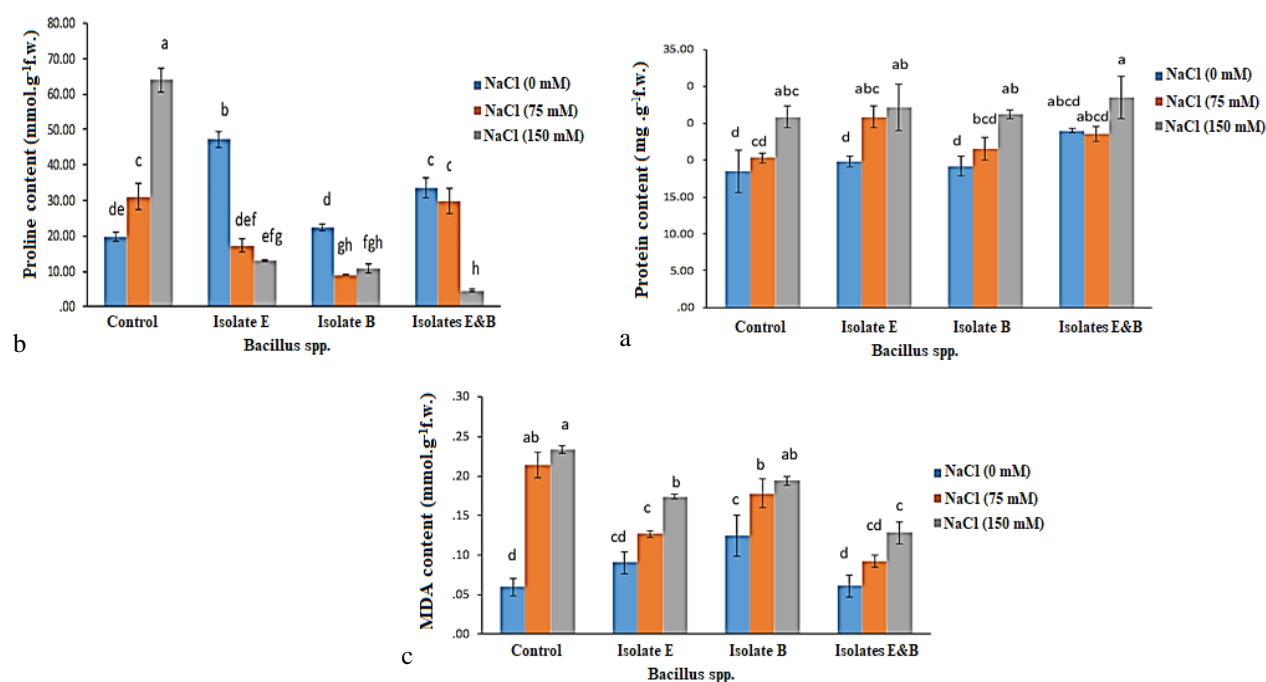 80.00
70.00
60.00
50.00
40.00
30.00
20.00
10.00
.00
Proline content (mmol.g-1f.w.)
a
b
c
c
c
de
def
efg
d
gh
fgh
h
NaCl (0 mM)
NaCl (75 mM)
NaCl (150 mM)
Control
Isolate E
Isolate B
Isolates E&B
Bacillus spp.
b
35.00
0
0
0
15.00
5.00
.00
Protein content (mg .g-1f.w.)
d
cd
abc
d
abc
ab
d
bcd
ab
abcd
abcd
a
NaCl (0 mM)
NaCl (75 mM)
NaCl (150 mM)
Control
Isolate E
Isolate B
Isolates E&B
Bacillus spp.
a
.30
.25
.20
.15
.10
.05
.00
MDA content (mmol.g-1f.w.)
d
ab
a
cd
c
b
c
b
ab
d
cd
c
NaCl (0 mM)
NaCl (75 mM)
NaCl (150 mM)
Control
Isolate E
Isolate B
Isolates E&B
Bacillus spp.
c